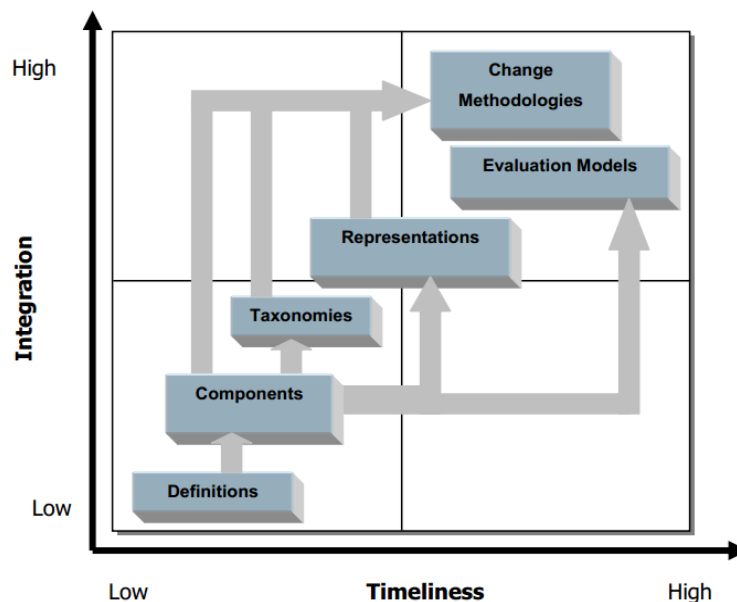 High
Change
Methodologies
Evaluation Models
Representations
Integration
Taxonomies
Components
Definitions
Low
Low
Timeliness
High